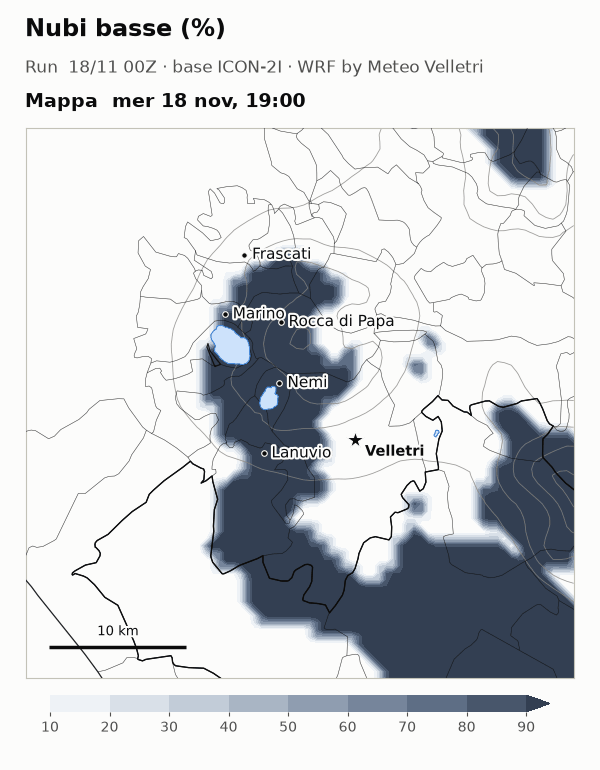 Nubi basse (%)
Run  18/11 00Z · base ICON-2I · WRF by Meteo Velletri
Mappa  mer 18 nov, 19:00
Frascati
Marino
Rocca di Papa
Nemi
Velletri
Lanuvio
10 km
10 20 30 40 50 60 70 80 90